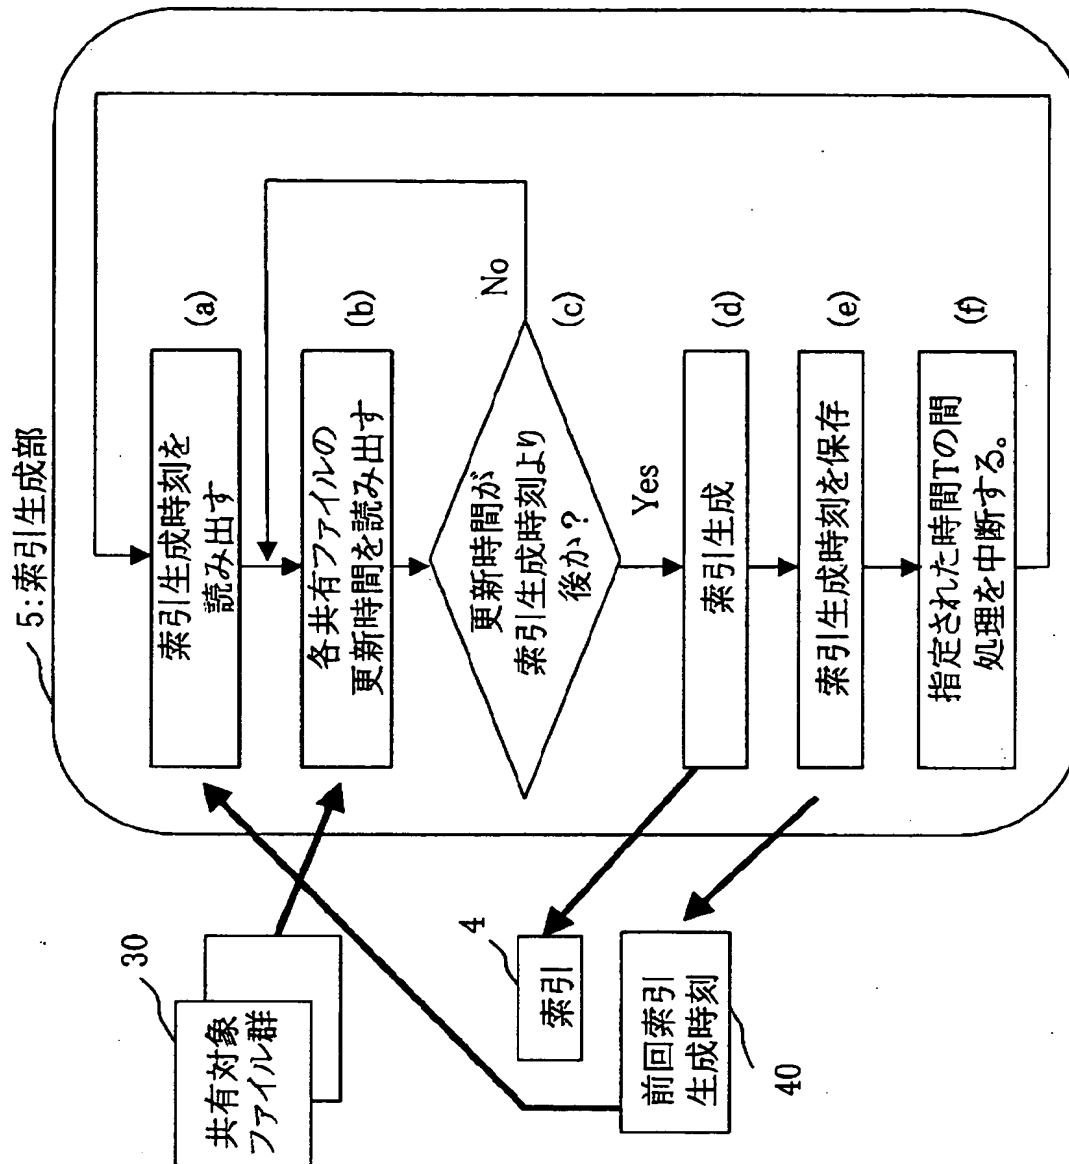 5:索引生成部
索引生成時刻を
読み出す
(a)
各共有ファイルの
更新時間を読み出す
(b)
更新時間が
索引生成時刻より
後か?
(c)
No
Yes
索引生成
(d)
索引生成時刻を保存
(e)
指定された時間Tの間
処理を中断する。
(f)
30
共有対象
ファイル群
4
索引
前回索引
生成時刻
40